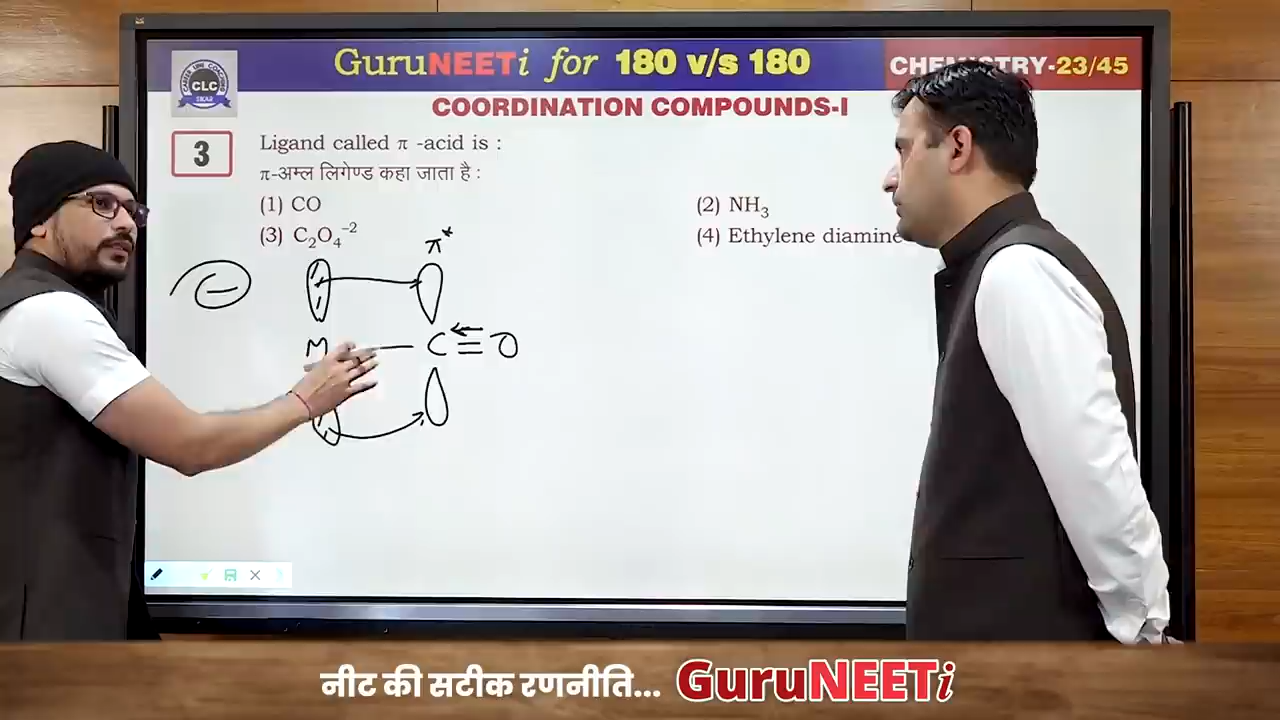 GuruNEETi for 180 v/s 180
CHEMISTRY-23/45
CLC
SIKAR
COORDINATION COMPOUNDS-I
3
Ligand called π -acid is :
π-अम्ल लिगेण्ड कहा जाता है :
(1) CO
(2) NH₃
(3) C₂O₄⁻²
(4) Ethylene diamine
π*
M — C ≡ O
नीट की सटीक रणनीति... GuruNEETi